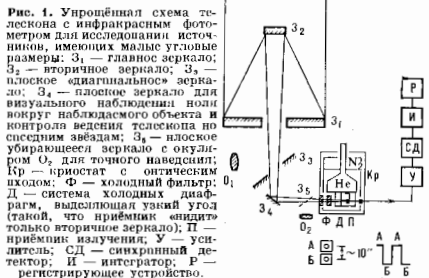 Рис. 1. Упрощённая схема те-
лескопа с инфракрасным фото-
метром для исследования источ-
ников, имеющих малые угловые
размеры: З₁ — главное зеркало;
З₂ — вторичное зеркало; З₃ —
плоское «диагональное» зерка-
ло; З₄ — плоское зеркало для
визуального наблюдения поля
вокруг наблюдаемого объекта и
контроля ведения телескопа по
соседним звёздам; З₅ — плоское
убирающееся зеркало с окуля-
ром О₂ для точного наведения;
Кр — криостат с оптическим
входом; Ф — холодный фильтр;
Д — система холодных диаф-
рагм, выделяющая узкий угол
(такой, что приёмник «видит»
только вторичное зеркало); П —
приёмник излучения; У — уси-
литель; СД — синхронный де-
тектор; И — интегратор; Р —
регистрирующее устройство.
З₂
З₁
О₁
З₃
З₄
З₅
О₂
N₂
He
Кр
Ф Д П
Р
И
СД
У
А
Б
~10″
А А
Б Б